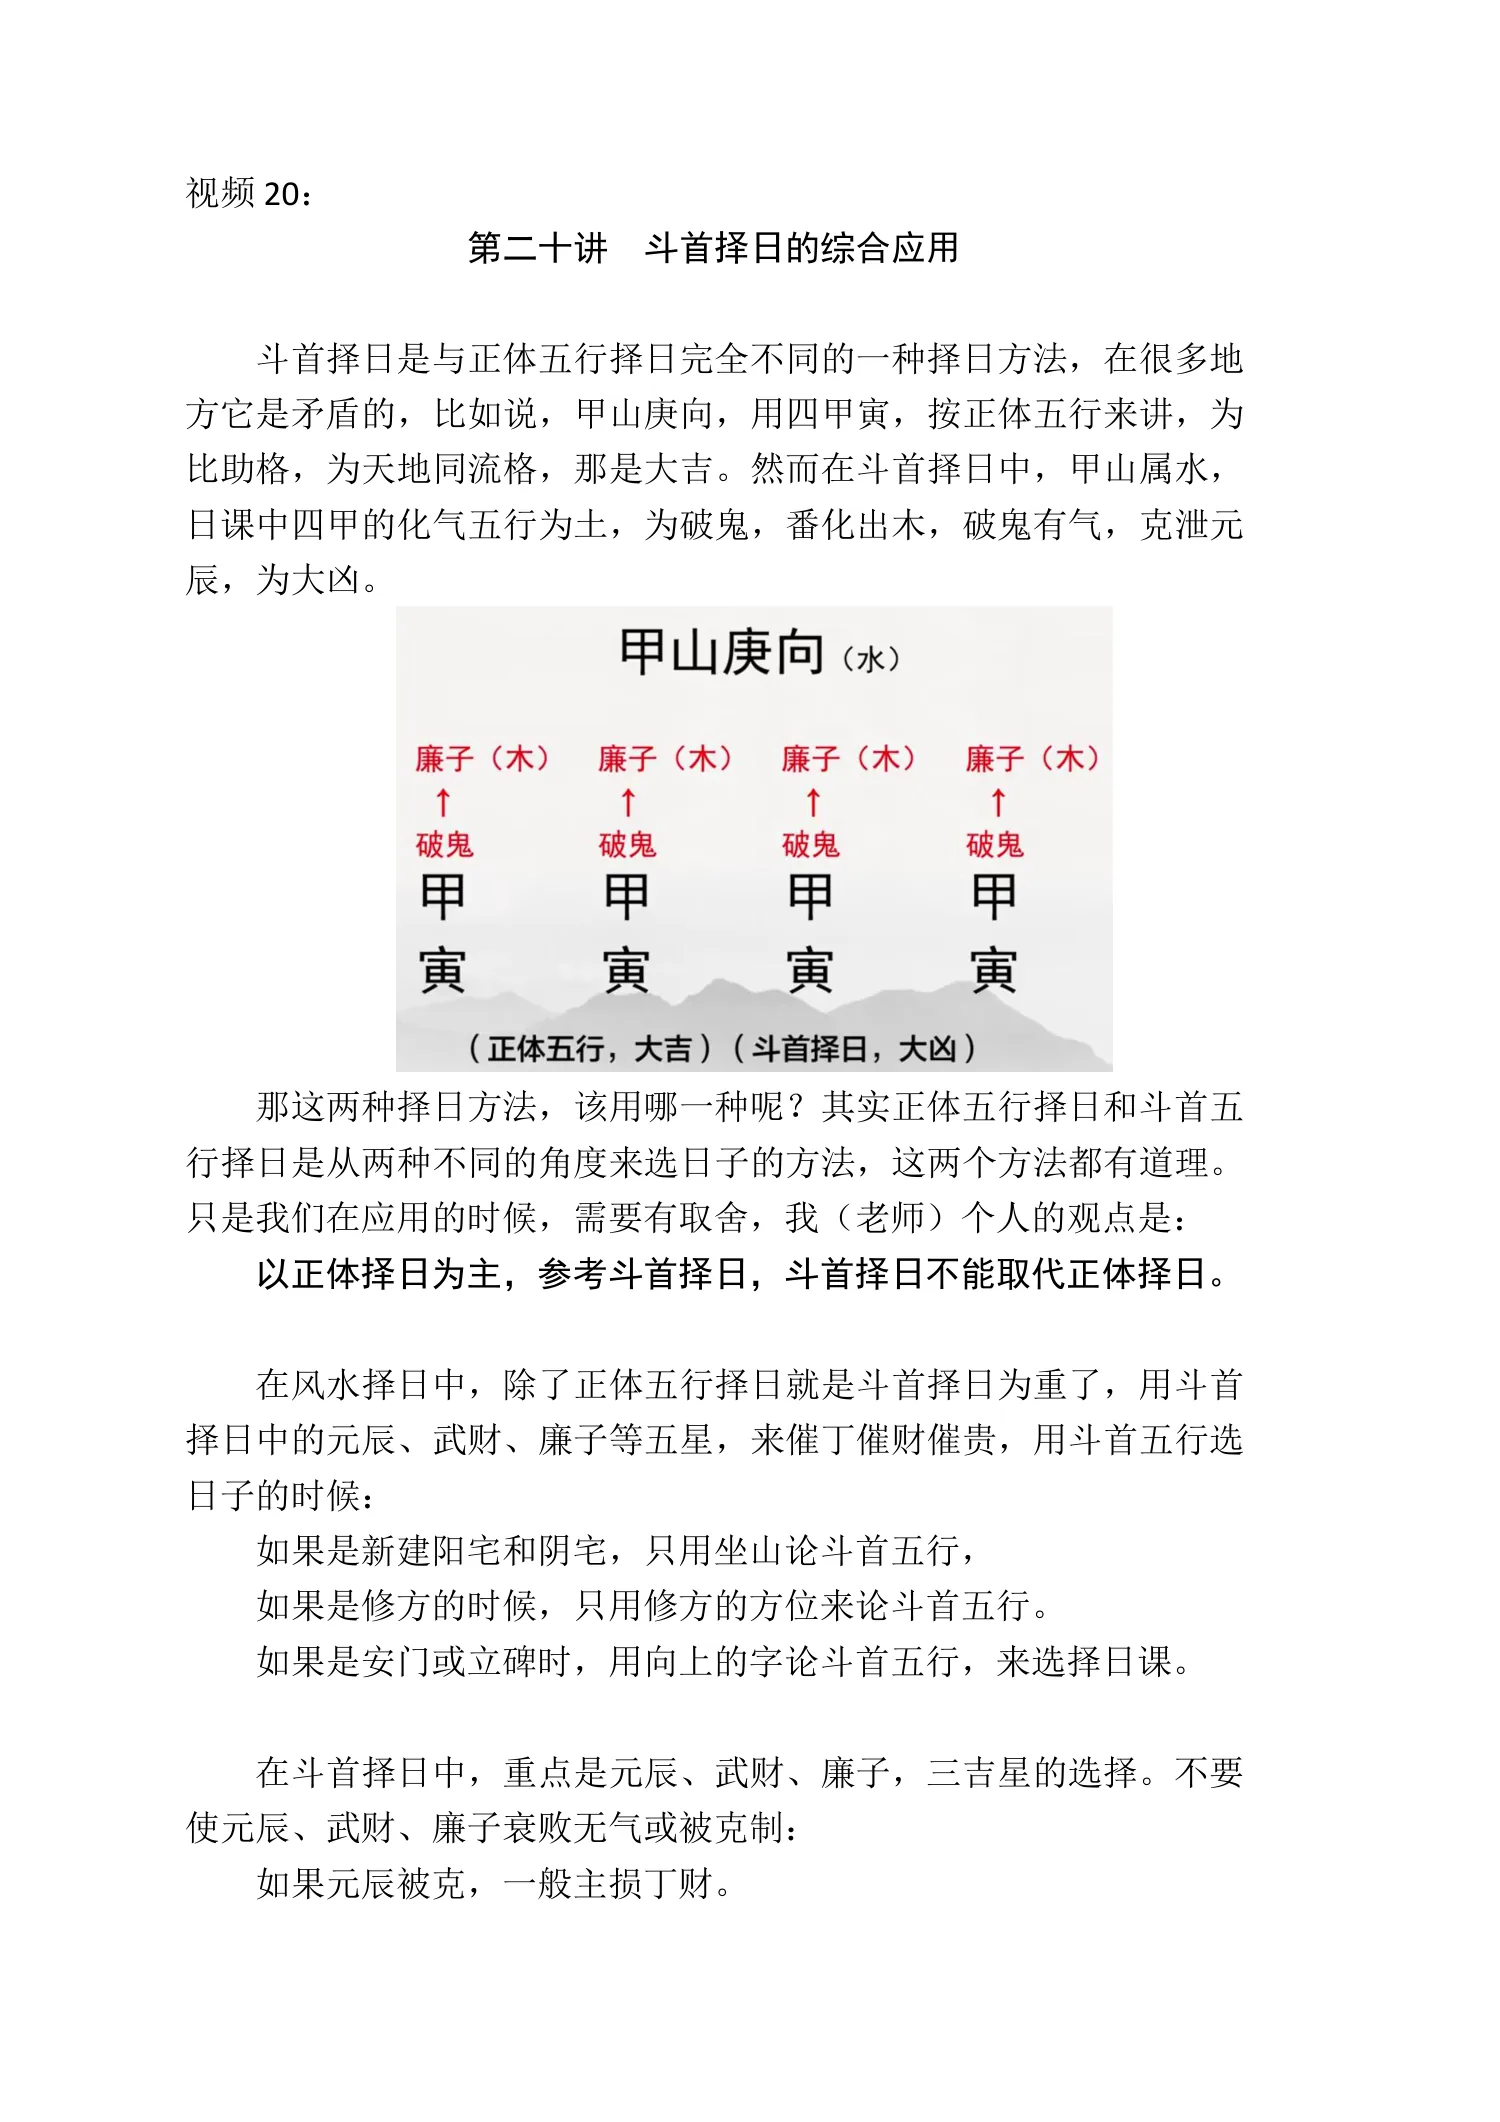 视频 20：
第二十讲　斗首择日的综合应用
斗首择日是与正体五行择日完全不同的一种择日方法，在很多地
方它是矛盾的，比如说，甲山庚向，用四甲寅，按正体五行来讲，为
比助格，为天地同流格，那是大吉。然而在斗首择日中，甲山属水，
日课中四甲的化气五行为土，为破鬼，番化出木，破鬼有气，克泄元
辰，为大凶。
甲山庚向（水）
廉子（木） 廉子（木） 廉子（木） 廉子（木）
↑ ↑ ↑ ↑
破鬼 破鬼 破鬼 破鬼
甲 甲 甲 甲
寅 寅 寅 寅
（正体五行，大吉）（斗首择日，大凶）
那这两种择日方法，该用哪一种呢？其实正体五行择日和斗首五
行择日是从两种不同的角度来选日子的方法，这两个方法都有道理。
只是我们在应用的时候，需要有取舍，我（老师）个人的观点是：
以正体择日为主，参考斗首择日，斗首择日不能取代正体择日。
在风水择日中，除了正体五行择日就是斗首择日为重了，用斗首
择日中的元辰、武财、廉子等五星，来催丁催财催贵，用斗首五行选
日子的时候：
如果是新建阳宅和阴宅，只用坐山论斗首五行，
如果是修方的时候，只用修方的方位来论斗首五行。
如果是安门或立碑时，用向上的字论斗首五行，来选择日课。
在斗首择日中，重点是元辰、武财、廉子，三吉星的选择。不要
使元辰、武财、廉子衰败无气或被克制：
如果元辰被克，一般主损丁财。